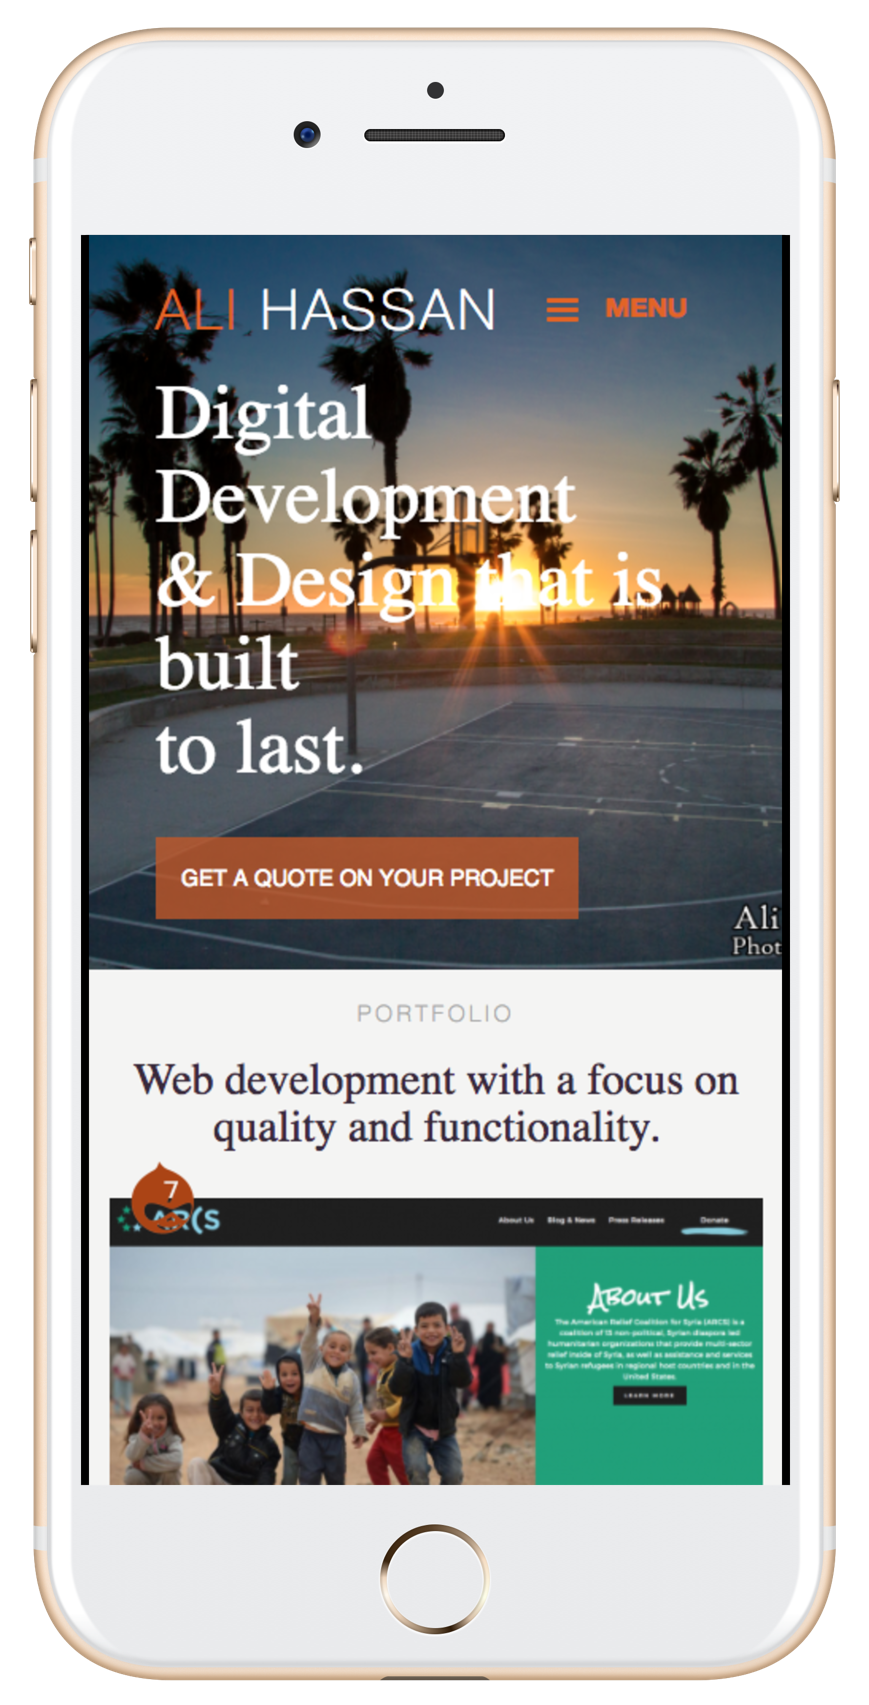 ALI HASSAN
MENU
Digital
Development
& Design that is
built
to last.
GET A QUOTE ON YOUR PROJECT
Ali
Phot
PORTFOLIO
Web development with a focus on
quality and functionality.
7
ARCS
About Us Blog & News Press Releases Donate
About Us
The American Relief Coalition for Syria (ARCS) is a
coalition of 13 non-political, Syrian diaspora led
humanitarian organizations that provide multi-sector
relief inside of Syria, as well as assistance and services
to Syrian refugees in regional host countries and in the
United States.
LEARN MORE